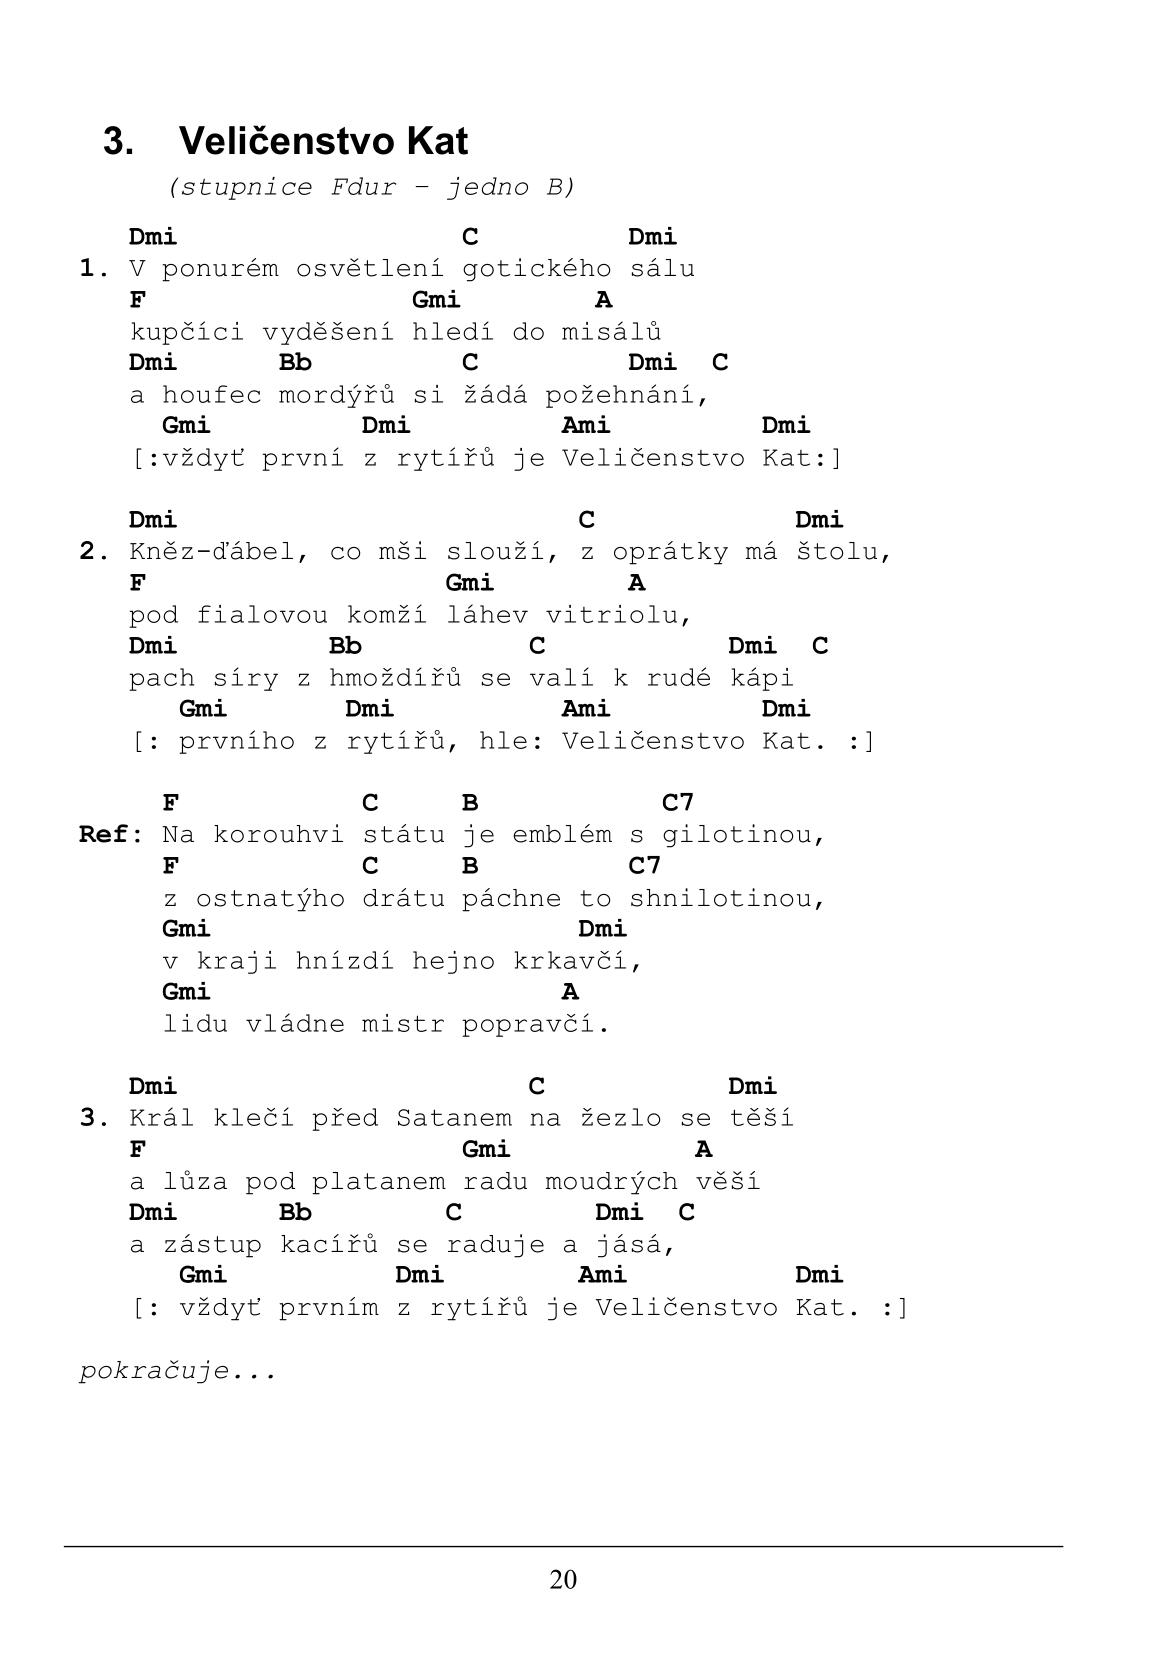 3. Veličenstvo Kat
(stupnice Fdur – jedno B)
Dmi C Dmi
1. V ponurém osvětlení gotického sálu
F Gmi A
kupčíci vyděšení hledí do misálů
Dmi Bb C Dmi C
a houfec mordýřů si žádá požehnání,
Gmi Dmi Ami Dmi
[:vždyť první z rytířů je Veličenstvo Kat:]
Dmi C Dmi
2. Kněz-ďábel, co mši slouží, z oprátky má štolu,
F Gmi A
pod fialovou komží láhev vitriolu,
Dmi Bb C Dmi C
pach síry z hmoždířů se valí k rudé kápi
Gmi Dmi Ami Dmi
[: prvního z rytířů, hle: Veličenstvo Kat. :]
F C B C7
Ref: Na korouhvi státu je emblém s gilotinou,
F C B C7
z ostnatýho drátu páchne to shnilotinou,
Gmi Dmi
v kraji hnízdí hejno krkavčí,
Gmi A
lidu vládne mistr popravčí.
Dmi C Dmi
3. Král klečí před Satanem na žezlo se těší
F Gmi A
a lůza pod platanem radu moudrých věší
Dmi Bb C Dmi C
a zástup kacířů se raduje a jásá,
Gmi Dmi Ami Dmi
[: vždyť prvním z rytířů je Veličenstvo Kat. :]
pokračuje...
20